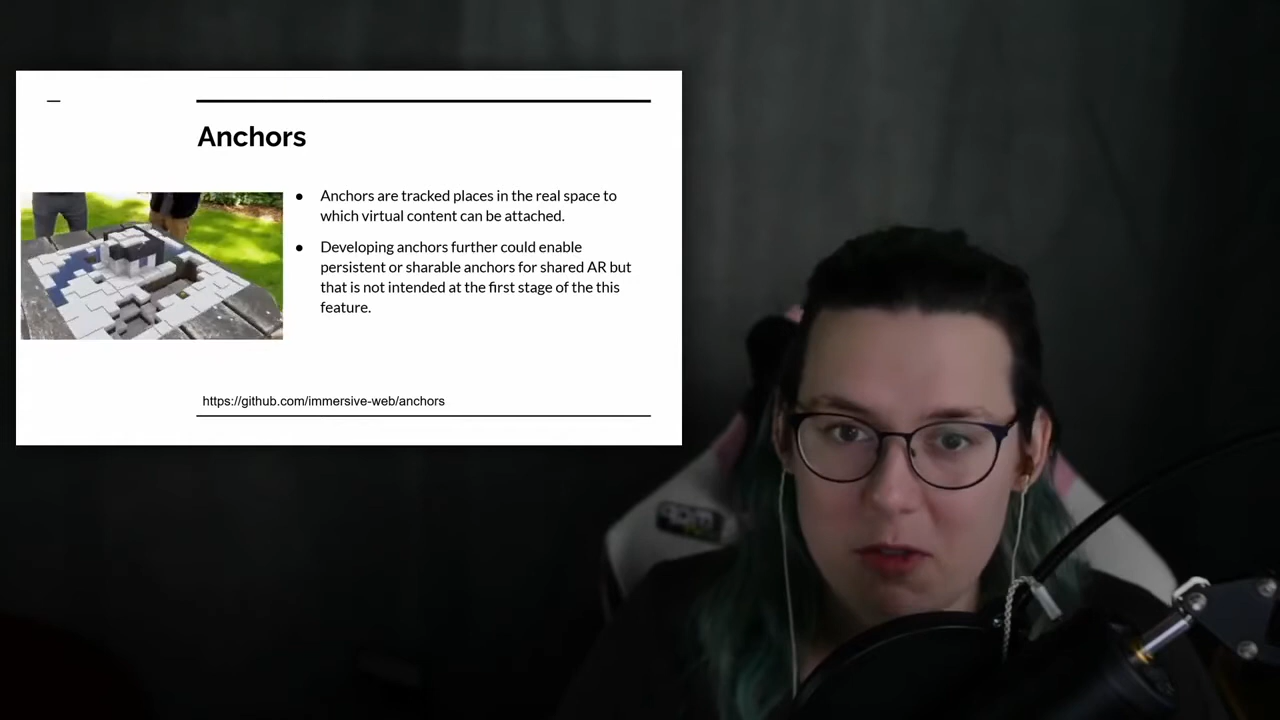 Anchors
● Anchors are tracked places in the real space to
which virtual content can be attached.
● Developing anchors further could enable
persistent or sharable anchors for shared AR but
that is not intended at the first stage of the this
feature.
https://github.com/immersive-web/anchors